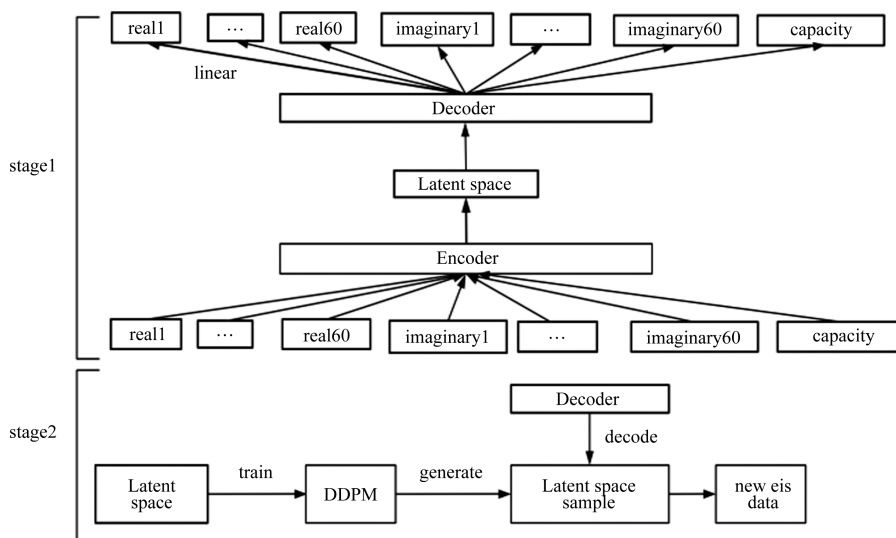 real1 … real60 imaginary1 … imaginary60 capacity
linear
Decoder
stage1
Latent space
Encoder
real1 … real60 imaginary1 … imaginary60 capacity
stage2
Decoder
decode
train generate
Latent
space
DDPM
Latent space
sample
new eis
data